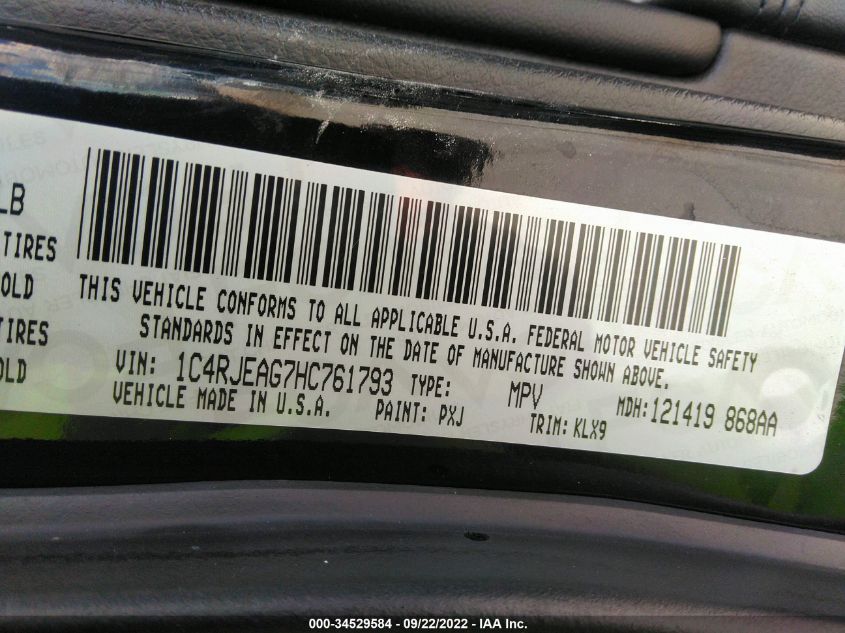 LB
TIRES
OLD
TIRES
OLD
THIS VEHICLE CONFORMS TO ALL APPLICABLE U.S.A. FEDERAL MOTOR VEHICLE SAFETY
STANDARDS IN EFFECT ON THE DATE OF MANUFACTURE SHOWN ABOVE.
VIN: 1C4RJEAG7HC761793 TYPE: MPV MDH:121419 868AA
VEHICLE MADE IN U.S.A. PAINT: PXJ TRIM: KLX9
000-34529584 - 09/22/2022 - IAA Inc.